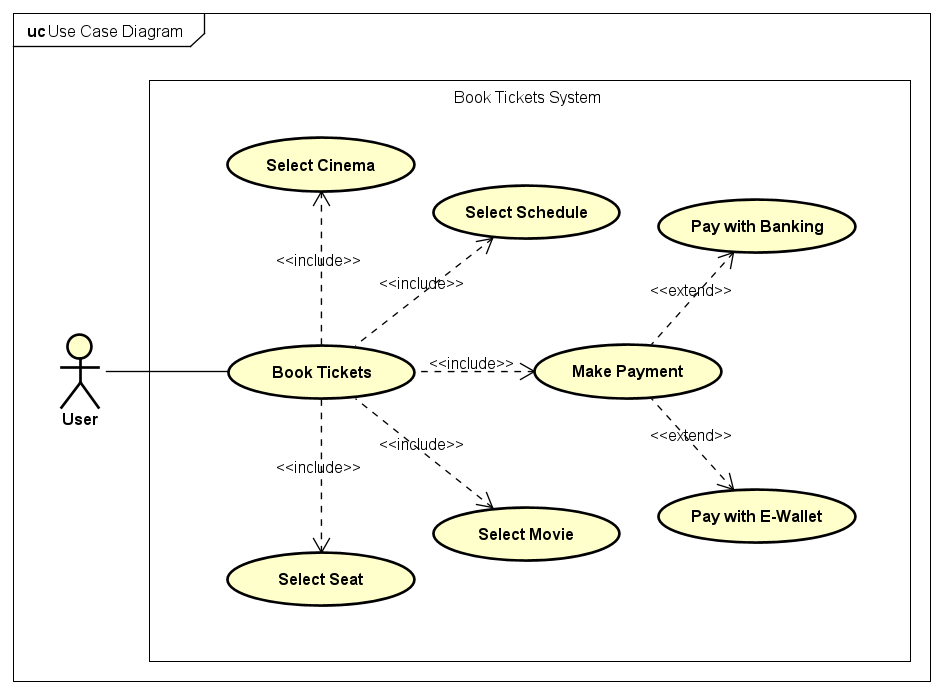 uc Use Case Diagram
Book Tickets System
Select Cinema
Select Schedule
Pay with Banking
<<include>>
<<include>>
<<extend>>
Book Tickets
<<include>>
Make Payment
User
<<include>>
<<include>>
<<extend>>
Select Seat
Select Movie
Pay with E-Wallet